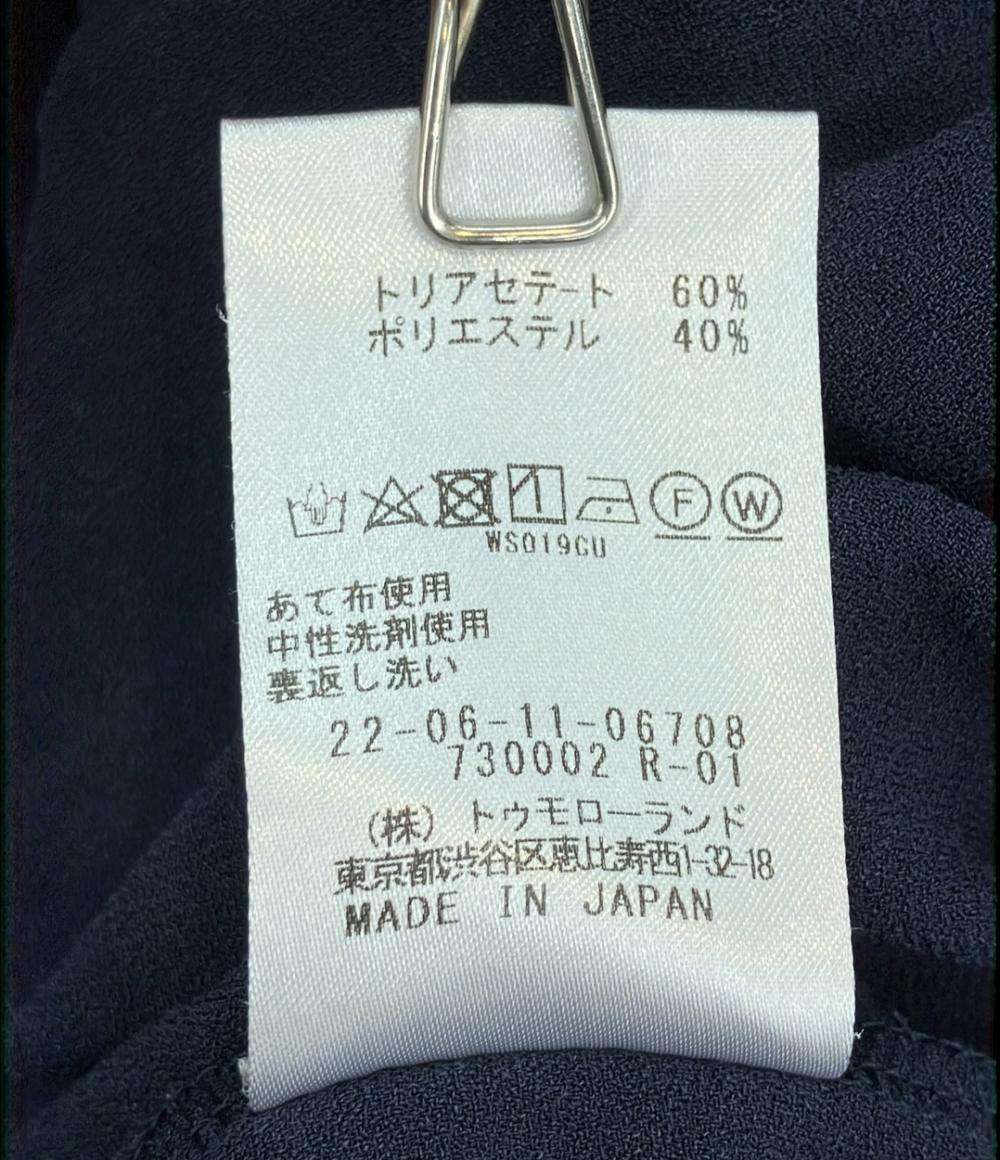 トリアセテート 60%
ポリエステル 40%
F W
WS019CU
あて布使用
中性洗剤使用
裏返し洗い
22-06-11-06708
730002 R-01
(株) トゥモローランド
東京都渋谷区恵比寿西1-32-18
MADE IN JAPAN